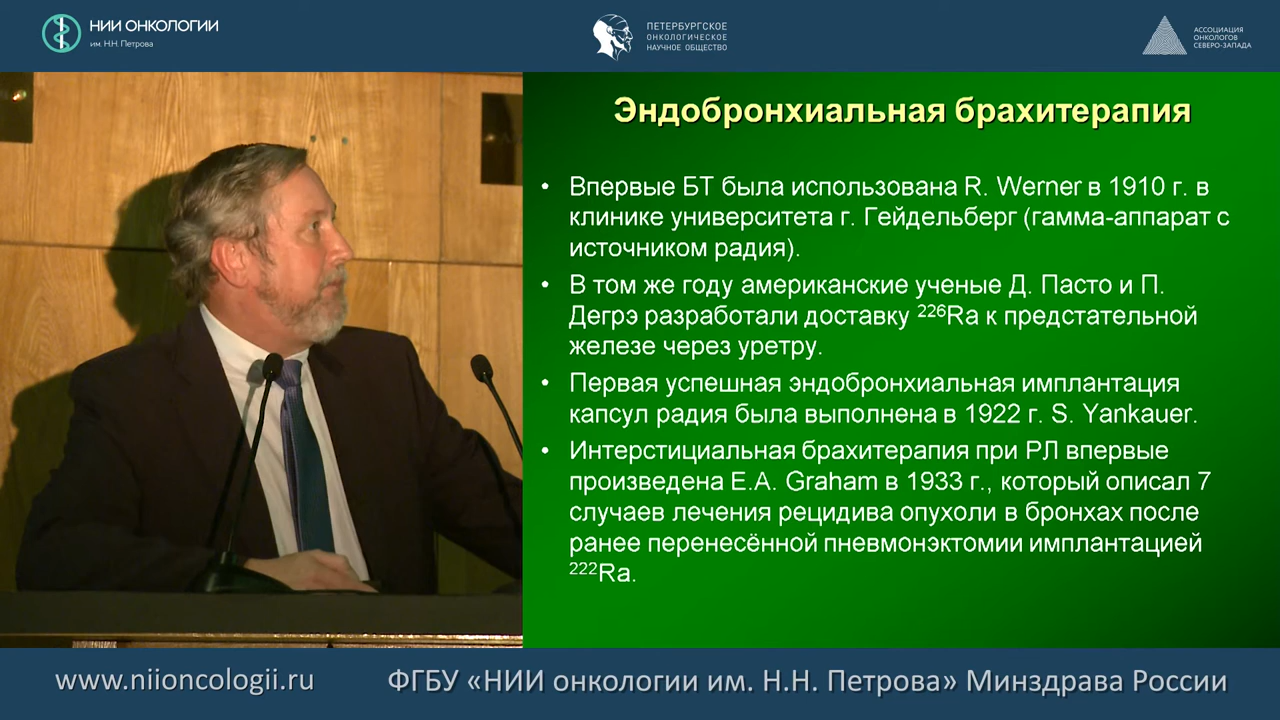 НИИ ОНКОЛОГИИ
им. Н.Н. Петрова
ПЕТЕРБУРГСКОЕ
ОНКОЛОГИЧЕСКОЕ
НАУЧНОЕ ОБЩЕСТВО
АССОЦИАЦИЯ
ОНКОЛОГОВ
СЕВЕРО-ЗАПАДА
Эндобронхиальная брахитерапия
• Впервые БТ была использована R. Werner в 1910 г. в
клинике университета г. Гейдельберг (гамма-аппарат с
источником радия).
• В том же году американские ученые Д. Пасто и П.
Дегрэ разработали доставку ²²⁶Ra к предстательной
железе через уретру.
• Первая успешная эндобронхиальная имплантация
капсул радия была выполнена в 1922 г. S. Yankauer.
• Интерстициальная брахитерапия при РЛ впервые
произведена E.A. Graham в 1933 г., который описал 7
случаев лечения рецидива опухоли в бронхах после
ранее перенесённой пневмонэктомии имплантацией
²²²Ra.
www.niioncologii.ru
ФГБУ «НИИ онкологии им. Н.Н. Петрова» Минздрава России